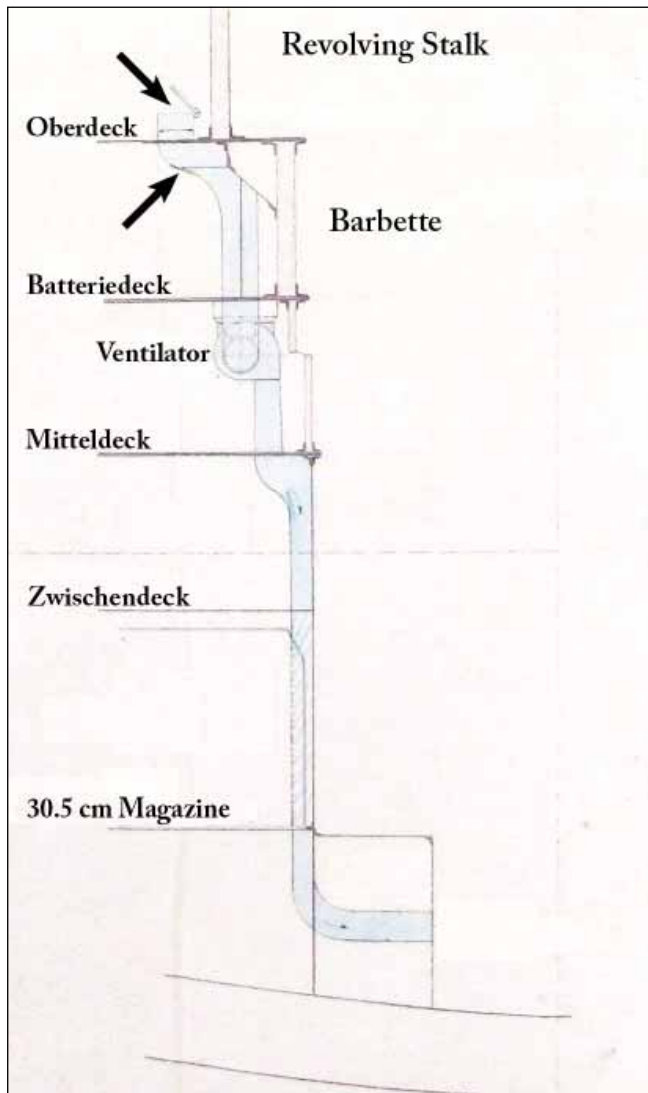 Revolving Stalk
Oberdeck
Barbette
Batteriedeck
Ventilator
Mitteldeck
Zwischendeck
30.5 cm Magazine